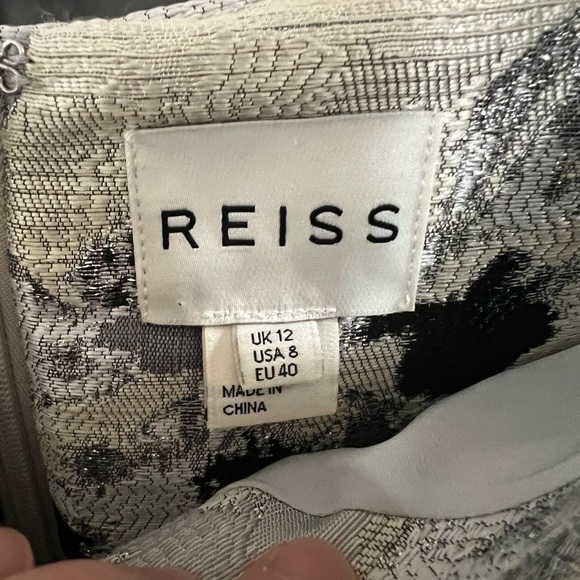 REISS
UK 12
USA 8
EU 40
MADE IN
CHINA